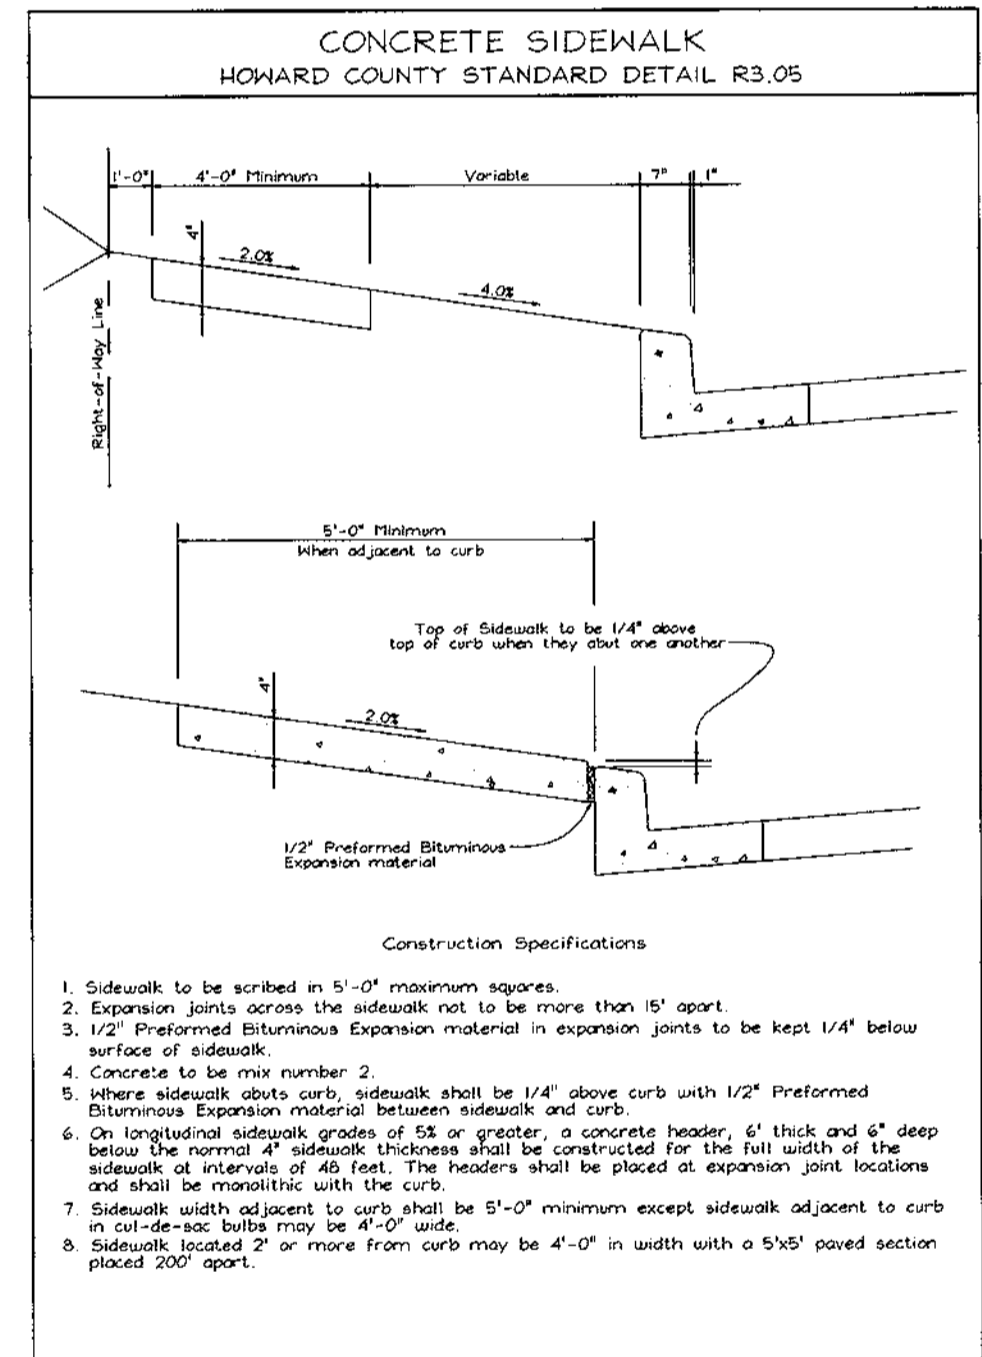 CONCRETE SIDEWALK
HOWARD COUNTY STANDARD DETAIL R3.05
1'-0" 4'-0" Minimum Variable 7" 1"
4"
2.0%
4.0%
Right-of-Way Line
5'-0" Minimum
When adjacent to curb
Top of Sidewalk to be 1/4" above
top of curb when they abut one another
4"
2.0%
1/2" Preformed Bituminous
Expansion material
Construction Specifications
1. Sidewalk to be scribed in 5'-0" maximum squares.
2. Expansion joints across the sidewalk not to be more than 15' apart.
3. 1/2" Preformed Bituminous Expansion material in expansion joints to be kept 1/4" below
surface of sidewalk.
4. Concrete to be mix number 2.
5. Where sidewalk abuts curb, sidewalk shall be 1/4" above curb with 1/2" Preformed
Bituminous Expansion material between sidewalk and curb.
6. On longitudinal sidewalk grades of 5% or greater, a concrete header, 6' thick and 6" deep
below the normal 4" sidewalk thickness shall be constructed for the full width of the
sidewalk at intervals of 48 feet. The headers shall be placed at expansion joint locations
and shall be monolithic with the curb.
7. Sidewalk width adjacent to curb shall be 5'-0" minimum except sidewalk adjacent to curb
in cul-de-sac bulbs may be 4'-0" wide.
8. Sidewalk located 2' or more from curb may be 4'-0" in width with a 5'x5' paved section
placed 200' apart.